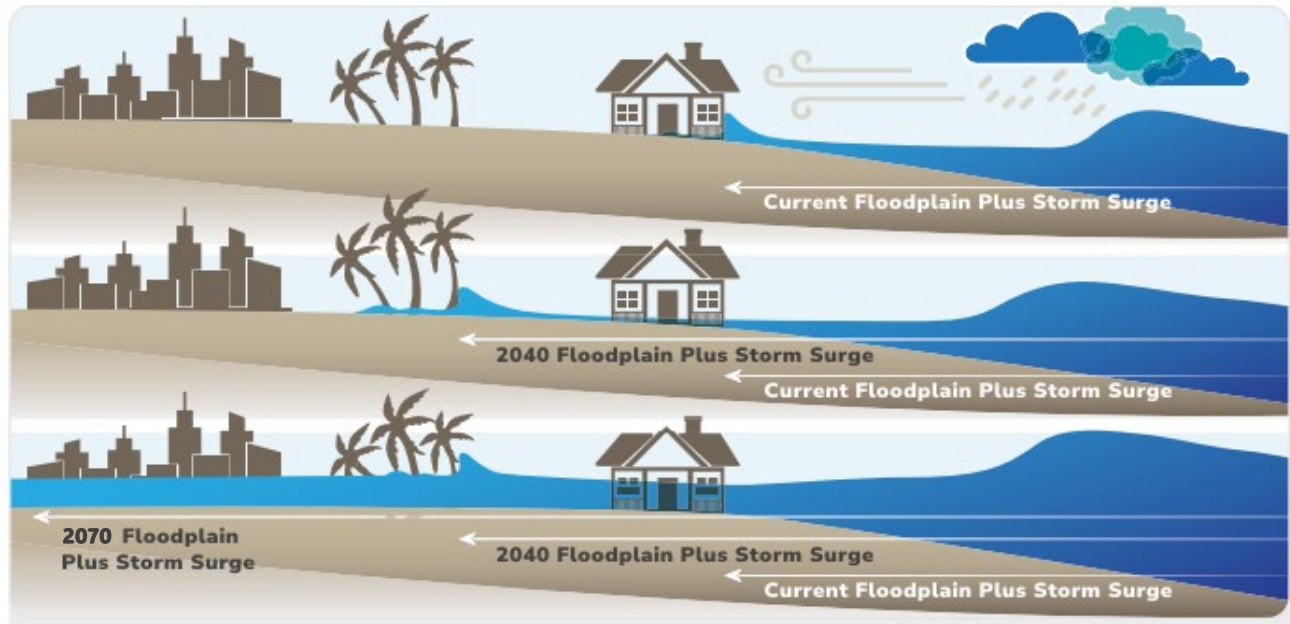 Current Floodplain Plus Storm Surge
2040 Floodplain Plus Storm Surge
Current Floodplain Plus Storm Surge
2070 Floodplain
Plus Storm Surge
2040 Floodplain Plus Storm Surge
Current Floodplain Plus Storm Surge